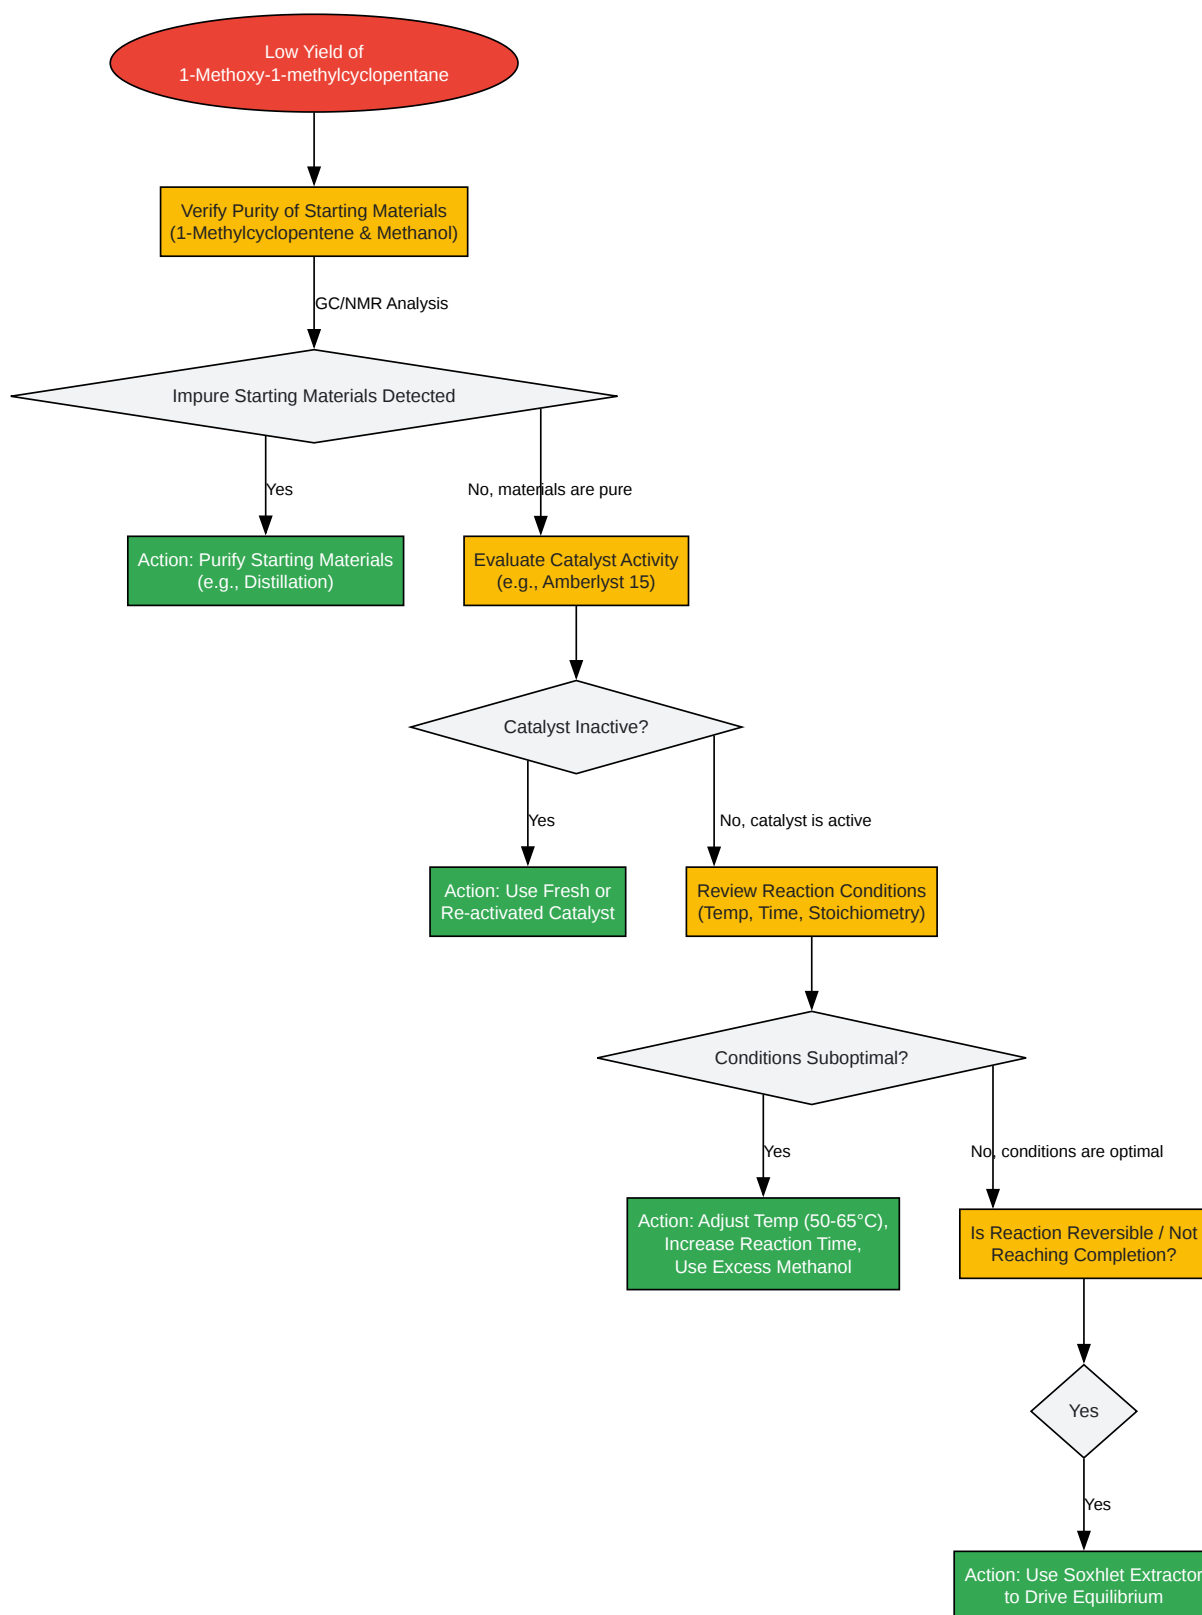 Low Yield of
1-Methoxy-1-methylcyclopentane
Verify Purity of Starting Materials
(1-Methylcyclopentene & Methanol)
GC/NMR Analysis
Impure Starting Materials Detected
Yes
No, materials are pure
Action: Purify Starting Materials
(e.g., Distillation)
Evaluate Catalyst Activity
(e.g., Amberlyst 15)
Catalyst Inactive?
Yes
No, catalyst is active
Action: Use Fresh or
Re-activated Catalyst
Review Reaction Conditions
(Temp, Time, Stoichiometry)
Conditions Suboptimal?
Yes
No, conditions are optimal
Action: Adjust Temp (50-65°C),
Increase Reaction Time,
Use Excess Methanol
Is Reaction Reversible / Not
Reaching Completion?
Yes
Yes
Action: Use Soxhlet Extractor
to Drive Equilibrium